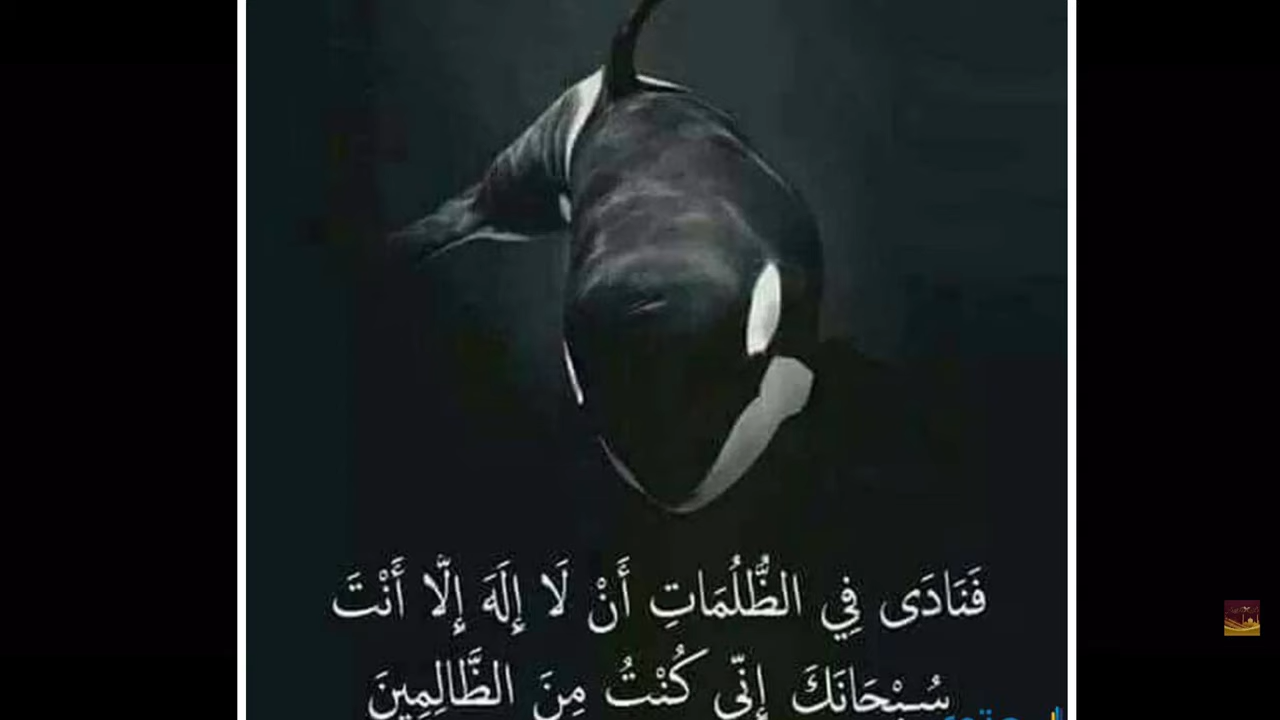 فَنَادَى فِي الظُّلُمَاتِ أَنْ لَا إِلَهَ إِلَّا أَنْتَ
سُبْحَانَكَ إِنِّي كُنْتُ مِنَ الظَّالِمِينَ